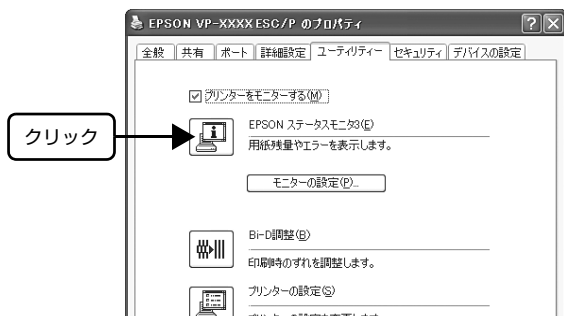 EPSON VP-XXXX ESC/P のプロパティ
全般 共有 ポート 詳細設定 ユーティリティー セキュリティ デバイスの設定
プリンターをモニターする(M)
クリック
EPSON ステータスモニタ3(E)
用紙残量やエラーを表示します。
モニターの設定(P)...
Bi-D調整(B)
印刷時のずれを調整します。
プリンターの設定(S)